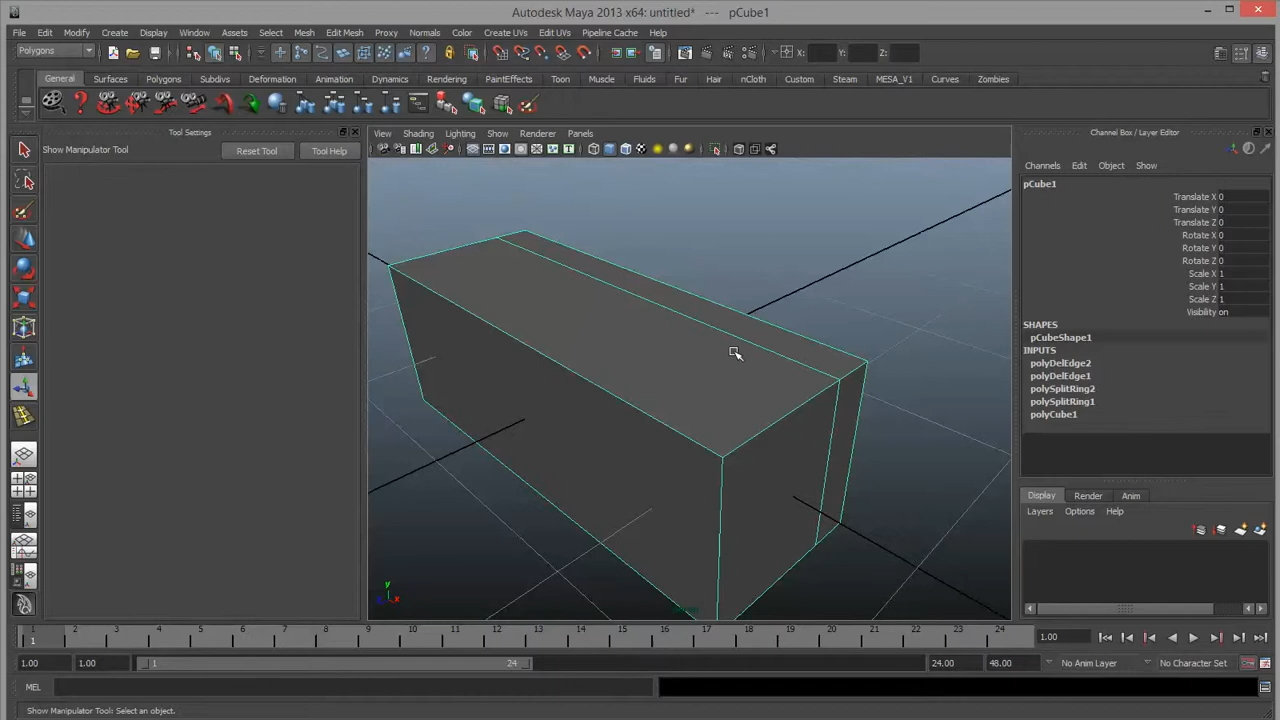 Autodesk Maya 2013 x64: untitled* --- pCube1
File Edit Modify Create Display Window Assets Select Mesh Edit Mesh Proxy Normals Color Create UVs Edit UVs Pipeline Cache Help
Polygons X: Y: Z:
General Surfaces Polygons Subdivs Deformation Animation Rendering PaintEffects Toon Muscle Fluids Fur Hair nCloth Custom Steam MESA_V1 Curves Zombies
Tool Settings
Show Manipulator Tool Reset Tool Tool Help
View Shading Lighting Show Renderer Panels
Channel Box / Layer Editor
Channels Edit Object Show
pCube1
Translate X 0
Translate Y 0
Translate Z 0
Rotate X 0
Rotate Y 0
Rotate Z 0
Scale X 1
Scale Y 1
Scale Z 1
Visibility on
SHAPES
pCubeShape1
INPUTS
polyDelEdge2
polyDelEdge1
polySplitRing2
polySplitRing1
polyCube1
Display Render Anim
Layers Options Help
y
z x
1 2 3 4 5 6 7 8 9 10 11 12 13 14 15 16 17 18 19 20 21 22 23 24
1 1.00
1.00 1.00 1 24 24.00 48.00 No Anim Layer No Character Set
MEL
Show Manipulator Tool: Select an object.